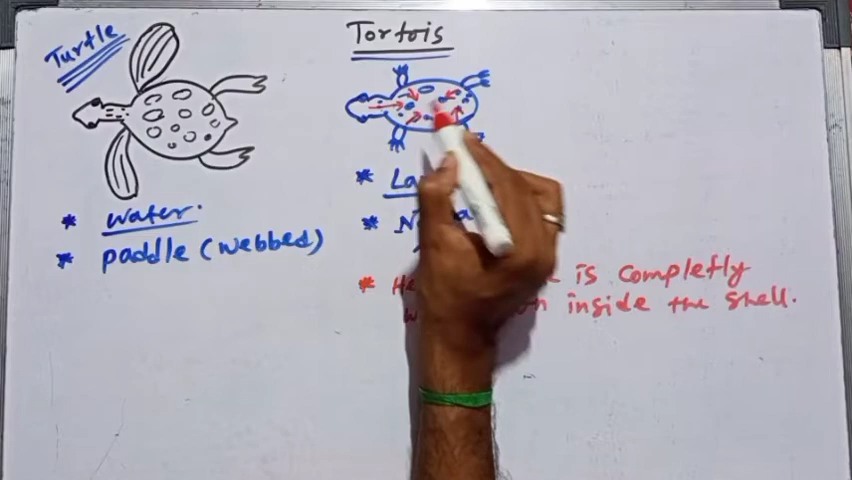 Turtle
Tortois
* water.
* paddle (webbed)
*
*
* is completly
inside the shell.